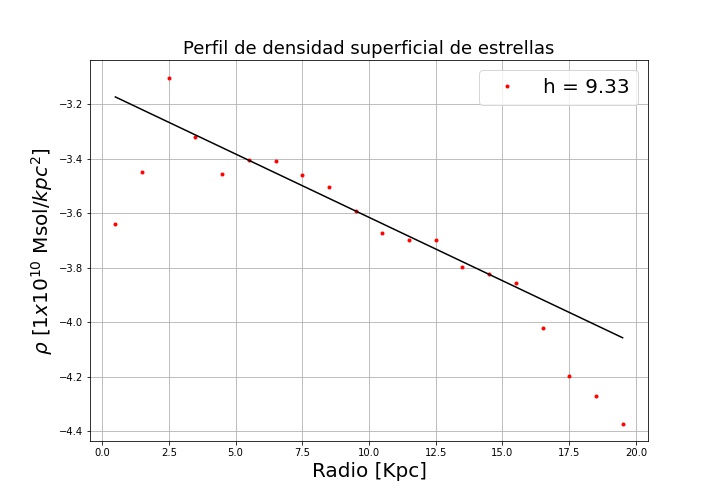 Perfil de densidad superficial de estrellas
h = 9.33
ρ [1x10¹⁰ Msol/kpc²]
−3.2
−3.4
−3.6
−3.8
−4.0
−4.2
−4.4
0.0 2.5 5.0 7.5 10.0 12.5 15.0 17.5 20.0
Radio [Kpc]